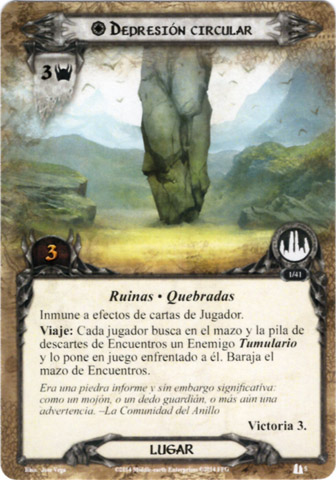 DEPRESIÓN CIRCULAR
3
3
1/41
Ruinas • Quebradas
Inmune a efectos de cartas de Jugador.
Viaje: Cada jugador busca en el mazo y la pila de
descartes de Encuentros un Enemigo Tumulario
y lo pone en juego enfrentado a él. Baraja el
mazo de Encuentros.
Era una piedra informe y sin embargo significativa:
como un mojón, o un dedo guardián, o más aún una
advertencia. –La Comunidad del Anillo
Victoria 3.
LUGAR
©2014 Middle-earth Enterprises ©2014 FFG